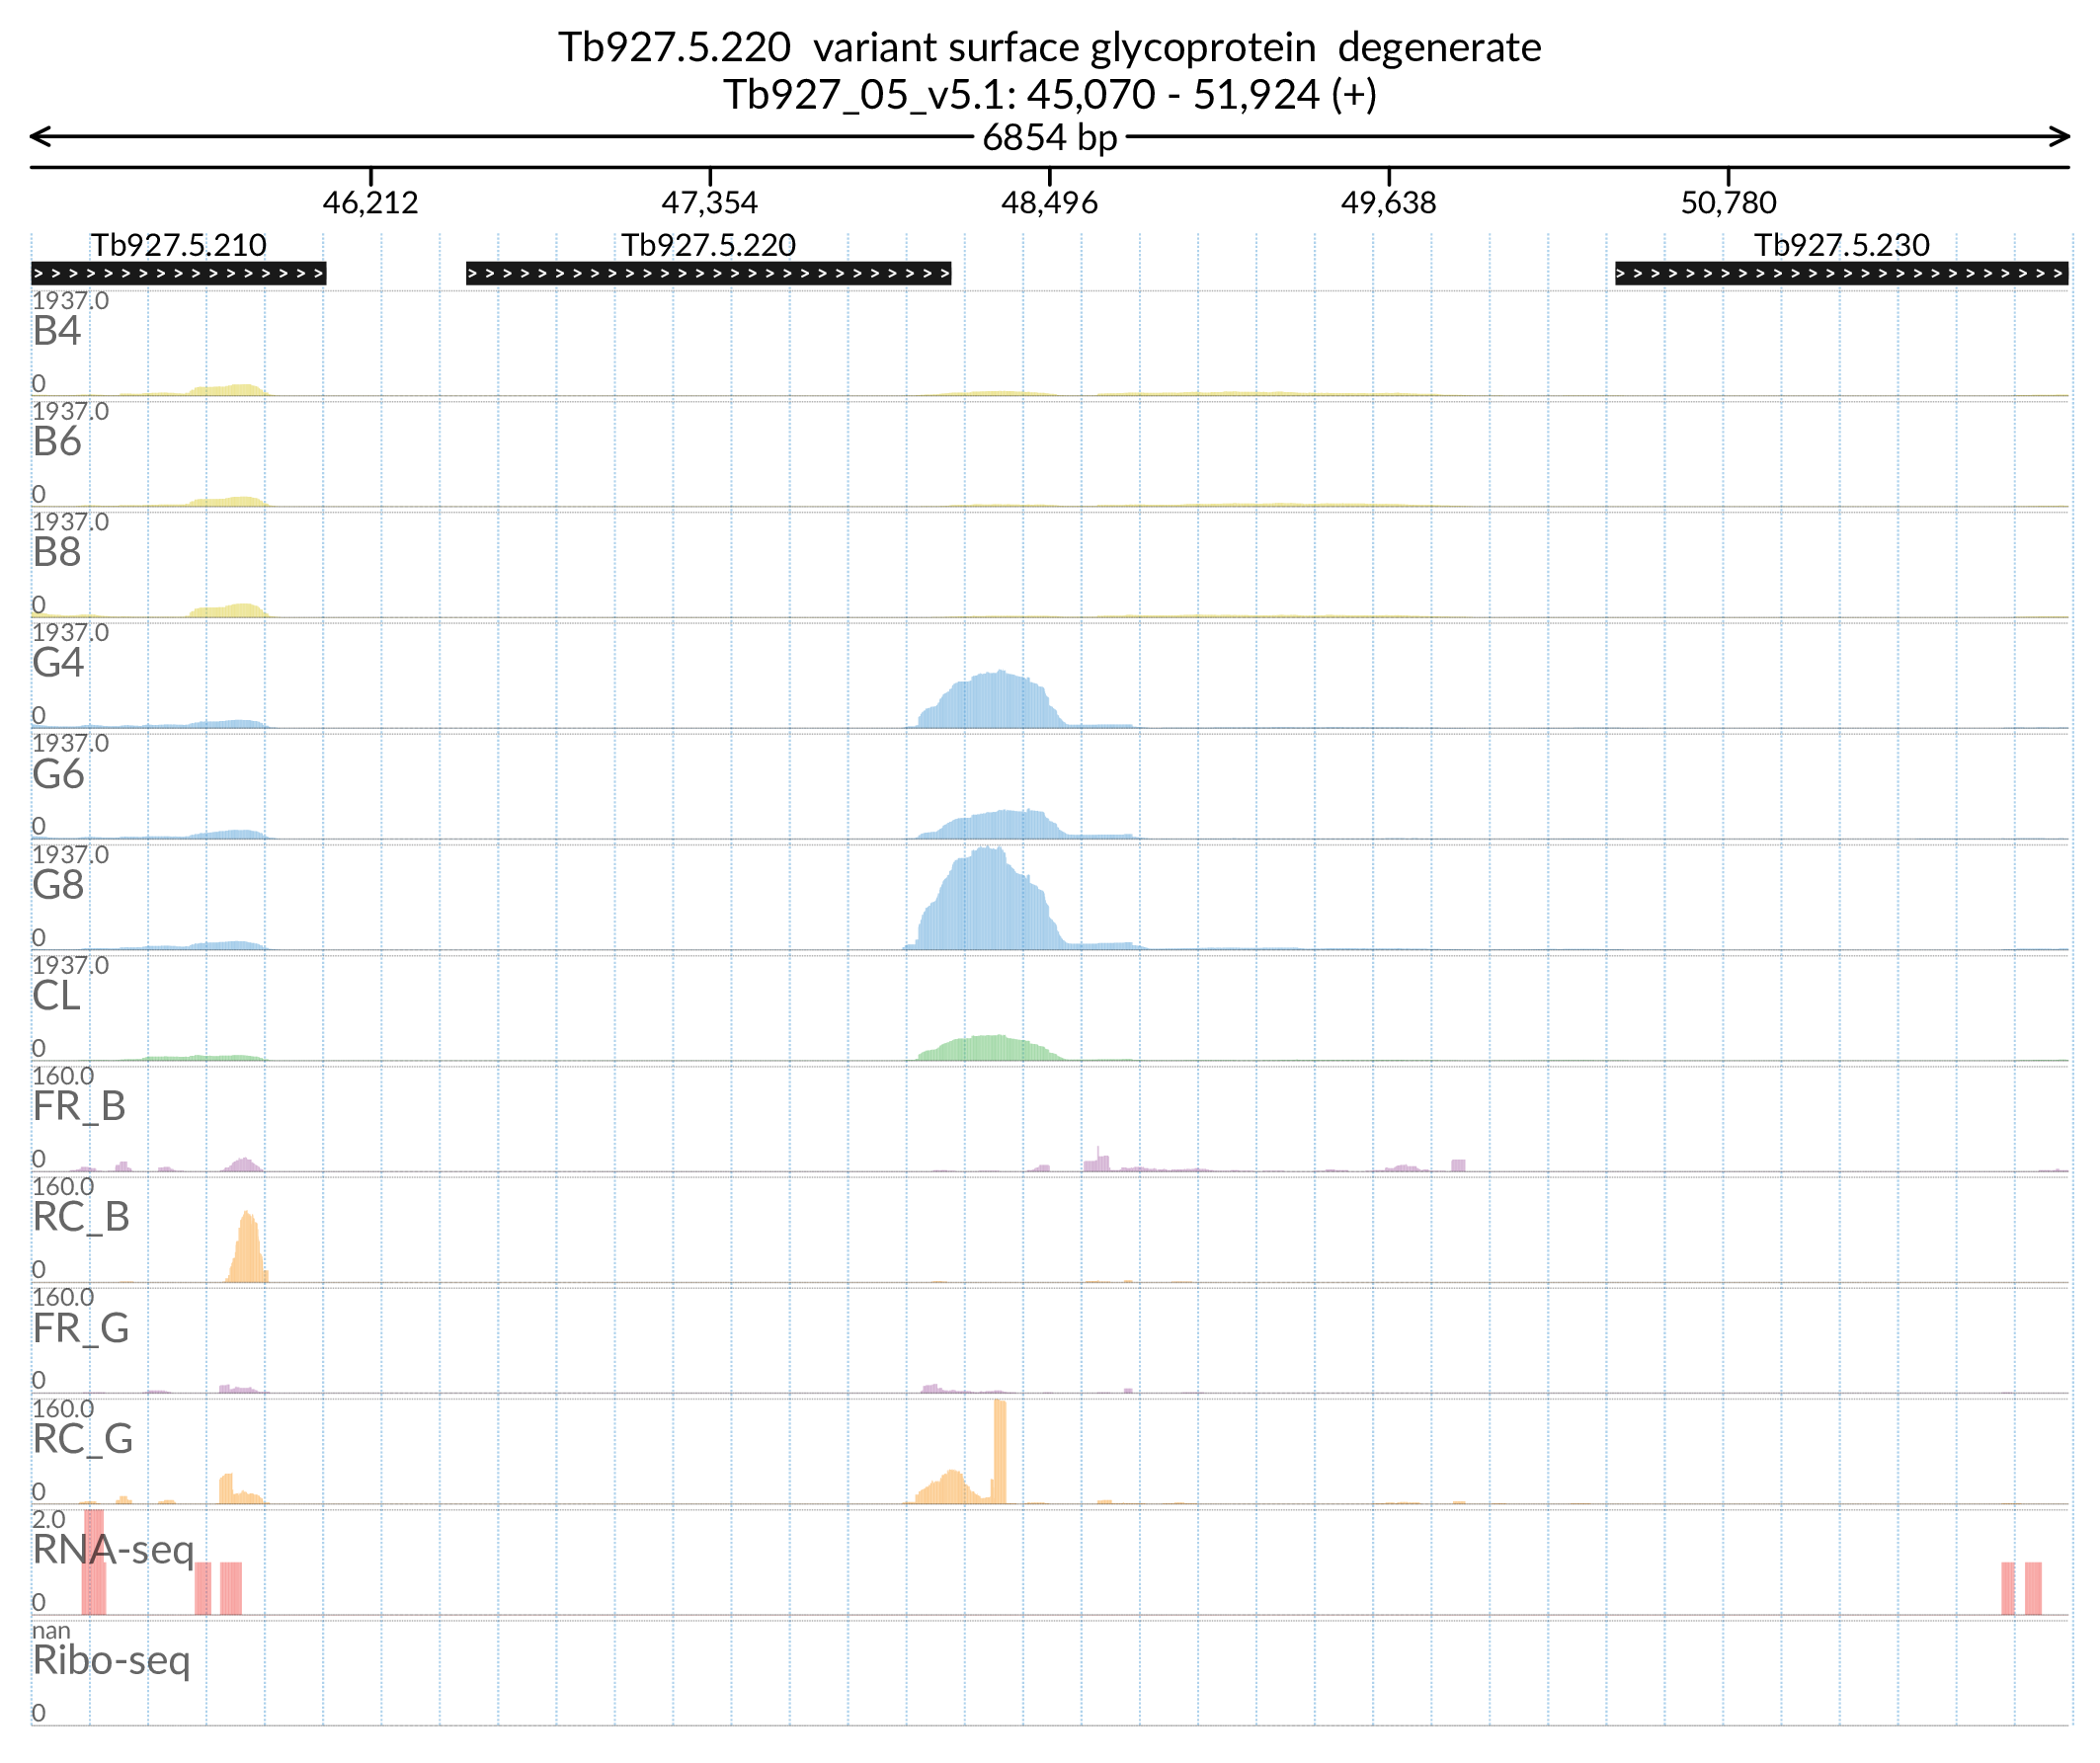 Tb927.5.220  variant surface glycoprotein  degenerate
Tb927_05_v5.1: 45,070 - 51,924 (+)
6854 bp
46,212 47,354 48,496 49,638 50,780
Tb927.5.210 Tb927.5.220 Tb927.5.230
1937.0
B4
0
1937.0
B6
0
1937.0
B8
0
1937.0
G4
0
1937.0
G6
0
1937.0
G8
0
1937.0
CL
0
160.0
FR_B
0
160.0
RC_B
0
160.0
FR_G
0
160.0
RC_G
0
2.0
RNA-seq
0
nan
Ribo-seq
0